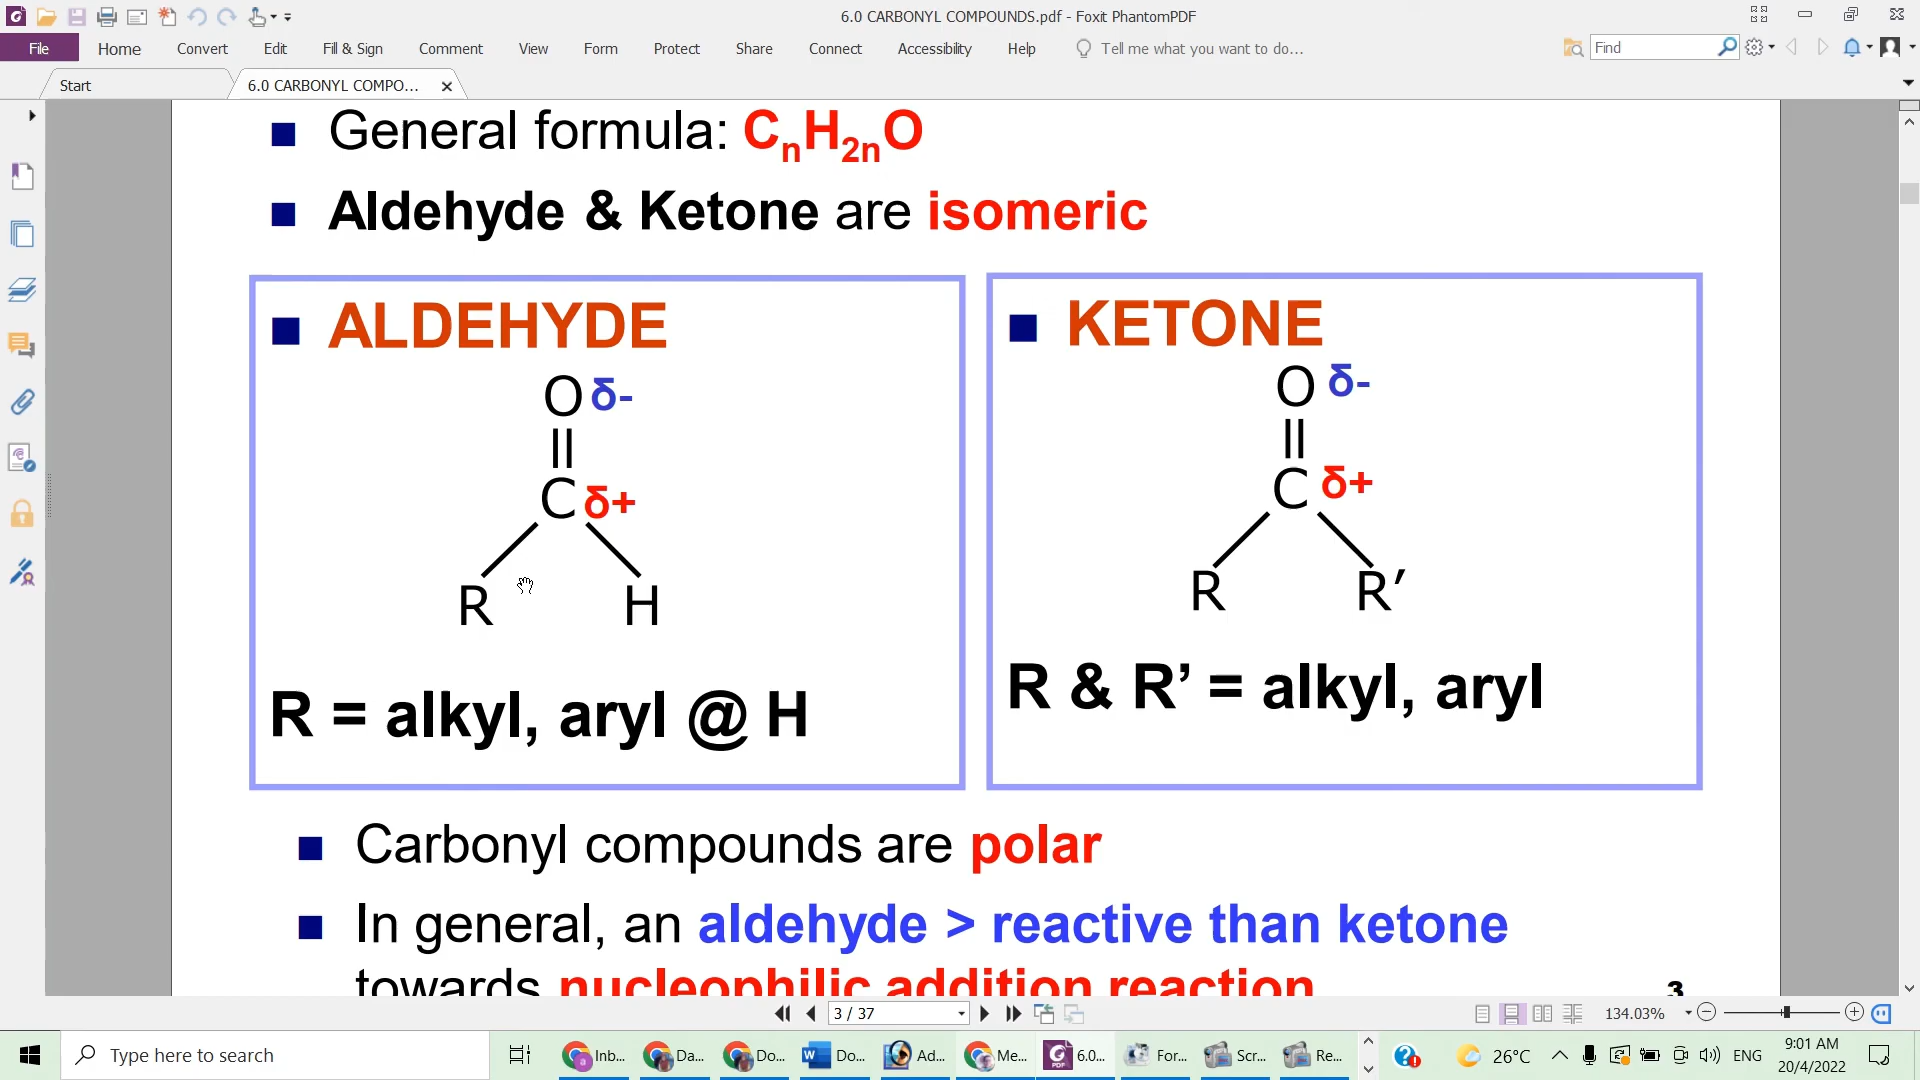 6.0 CARBONYL COMPOUNDS.pdf - Foxit PhantomPDF
File Home Convert Edit Fill & Sign Comment View Form Protect Share Connect Accessibility Help Tell me what you want to do... Find
Start 6.0 CARBONYL COMPO...
General formula: CnH2nO
Aldehyde & Ketone are isomeric
ALDEHYDE
O δ-
C δ+
R H
R = alkyl, aryl @ H
KETONE
O δ-
C δ+
R R′
R & R’ = alkyl, aryl
Carbonyl compounds are polar
In general, an aldehyde > reactive than ketone
towards nucleophilic addition reaction
3
3 / 37 134.03%
Type here to search Inb... Da... Do... Do... Ad... Me... 6.0... For... Scr... Re... 26°C ENG 9:01 AM
20/4/2022